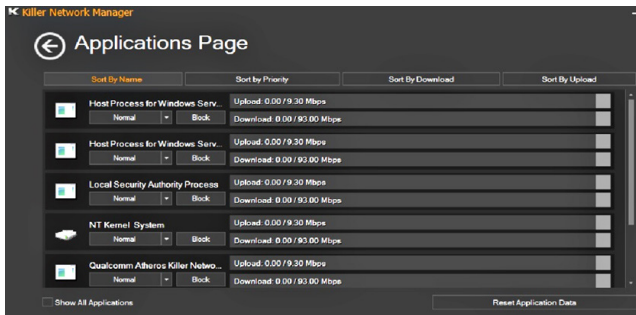 Killer Network Manager
Applications Page
Sort By Name Sort by Priority Sort By Download Sort By Upload
Host Process for Windows Serv... Upload: 0.00 / 9.30 Mbps
Normal Block Download: 0.00 / 93.00 Mbps
Host Process for Windows Serv... Upload: 0.00 / 9.30 Mbps
Normal Block Download: 0.00 / 93.00 Mbps
Local Security Authority Process Upload: 0.00 / 9.30 Mbps
Normal Block Download: 0.00 / 93.00 Mbps
NT Kernel System Upload: 0.00 / 9.30 Mbps
Normal Block Download: 0.00 / 93.00 Mbps
Qualcomm Atheros Killer Netwo... Upload: 0.00 / 9.30 Mbps
Normal Block Download: 0.00 / 93.00 Mbps
Show All Applications Reset Application Data